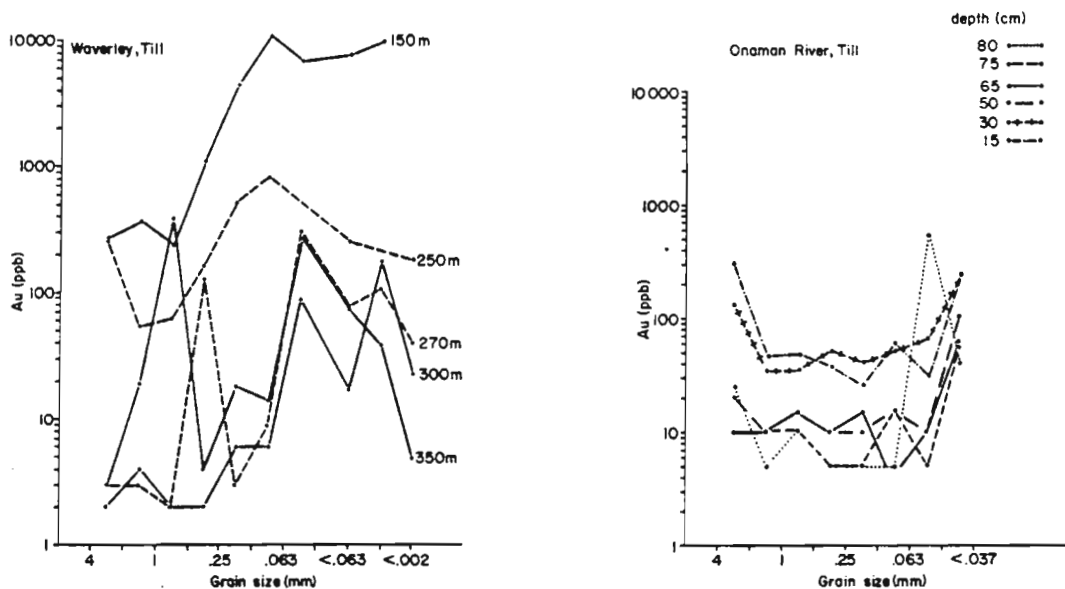 Waverley, Till
10000
1000
100
10
1
Au (ppb)
150m
250m
270m
300m
350m
4
1
.25
.063
<.063
<.002
Grain size (mm)
depth (cm)
80
75
65
50
30
15
Onaman River, Till
10 000
1000
100
10
1
Au (ppb)
4
1
.25
.063
<.037
Grain size (mm)